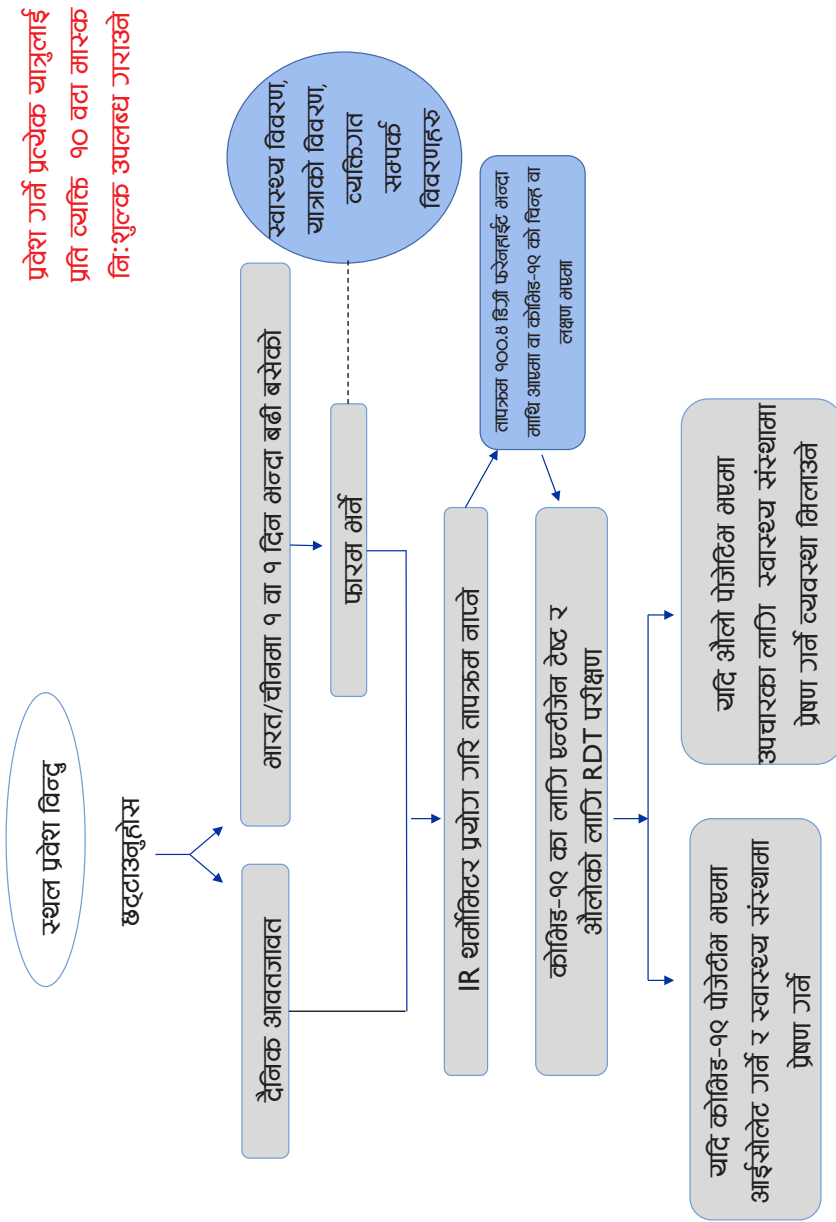 प्रवेश गर्ने प्रत्येक यात्रुलाई
प्रति व्यक्ति १० वटा मास्क
नि:शुल्क उपलब्ध गराउने
स्थल प्रवेश विन्दु
छट्टाउनुहोस
दैनिक आवतजावत
भारत/चीनमा १ वा १ दिन भन्दा बढी बसेको
स्वास्थ्य विवरण,
यात्राको विवरण,
व्यक्तिगत
सम्पर्क
विवरणहरु
फारम भर्ने
IR थर्मोमिटर प्रयोग गरि तापक्रम नाप्ने
तापक्रम १००.४ डिग्री फरेनहाईट भन्दा
माथि आएमा वा कोभिड-१९ को चिन्ह वा
लक्षण भएमा
कोभिड-१९ का लागि एन्टीजेन टेष्ट र
औलोको लागि RDT परीक्षण
यदि कोभिड-१९ पोजेटीभ भएमा
आईसोलेट गर्ने र स्वास्थ्य संस्थामा
प्रेषण गर्ने
यदि औलो पोजेटिभ भएमा
उपचारका लागि स्वास्थ्य संस्थामा
प्रेषण गर्ने व्यवस्था मिलाउने